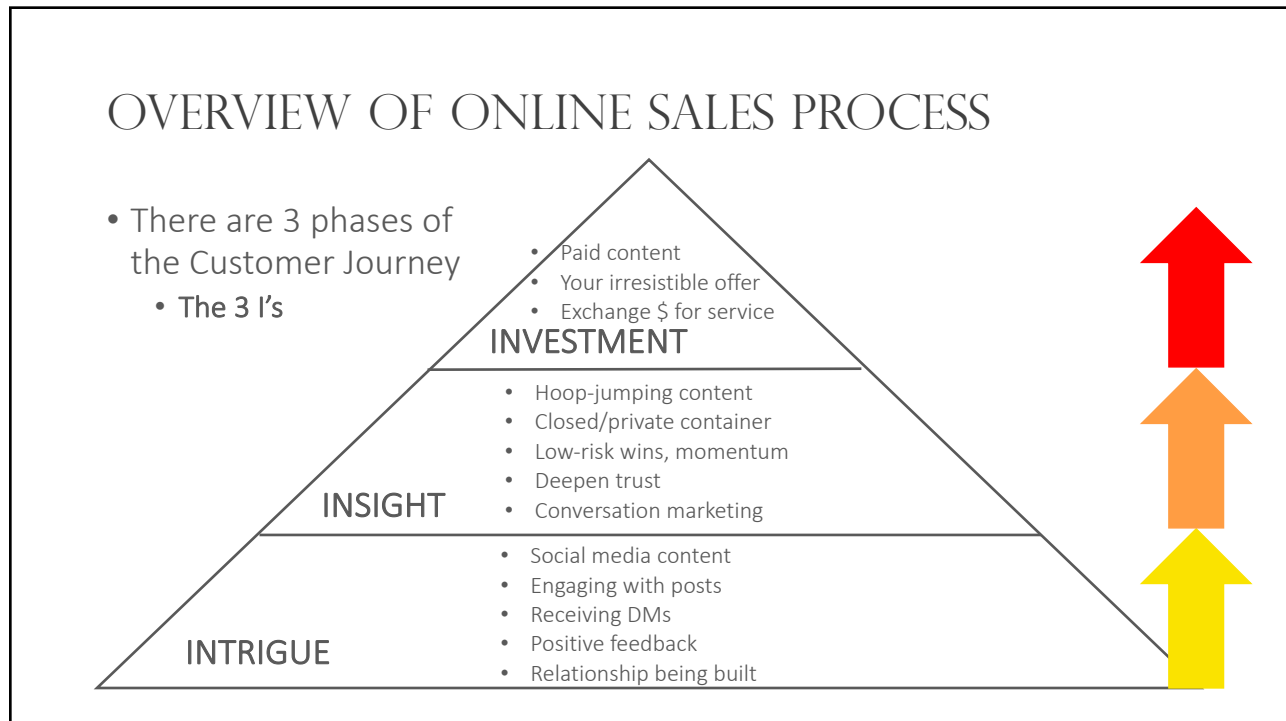 OVERVIEW OF ONLINE SALES PROCESS
• There are 3 phases of
the Customer Journey
• The 3 I's
• Paid content
• Your irresistible offer
• Exchange $ for service
INVESTMENT
• Hoop-jumping content
• Closed/private container
• Low-risk wins, momentum
• Deepen trust
• Conversation marketing
INSIGHT
• Social media content
• Engaging with posts
• Receiving DMs
• Positive feedback
• Relationship being built
INTRIGUE